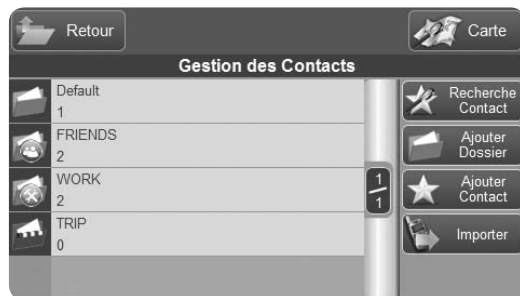 Retour
Carte
Gestion des Contacts
Default
1
FRIENDS
2
WORK
2
TRIP
0
1
1
Recherche
Contact
Ajouter
Dossier
Ajouter
Contact
Importer